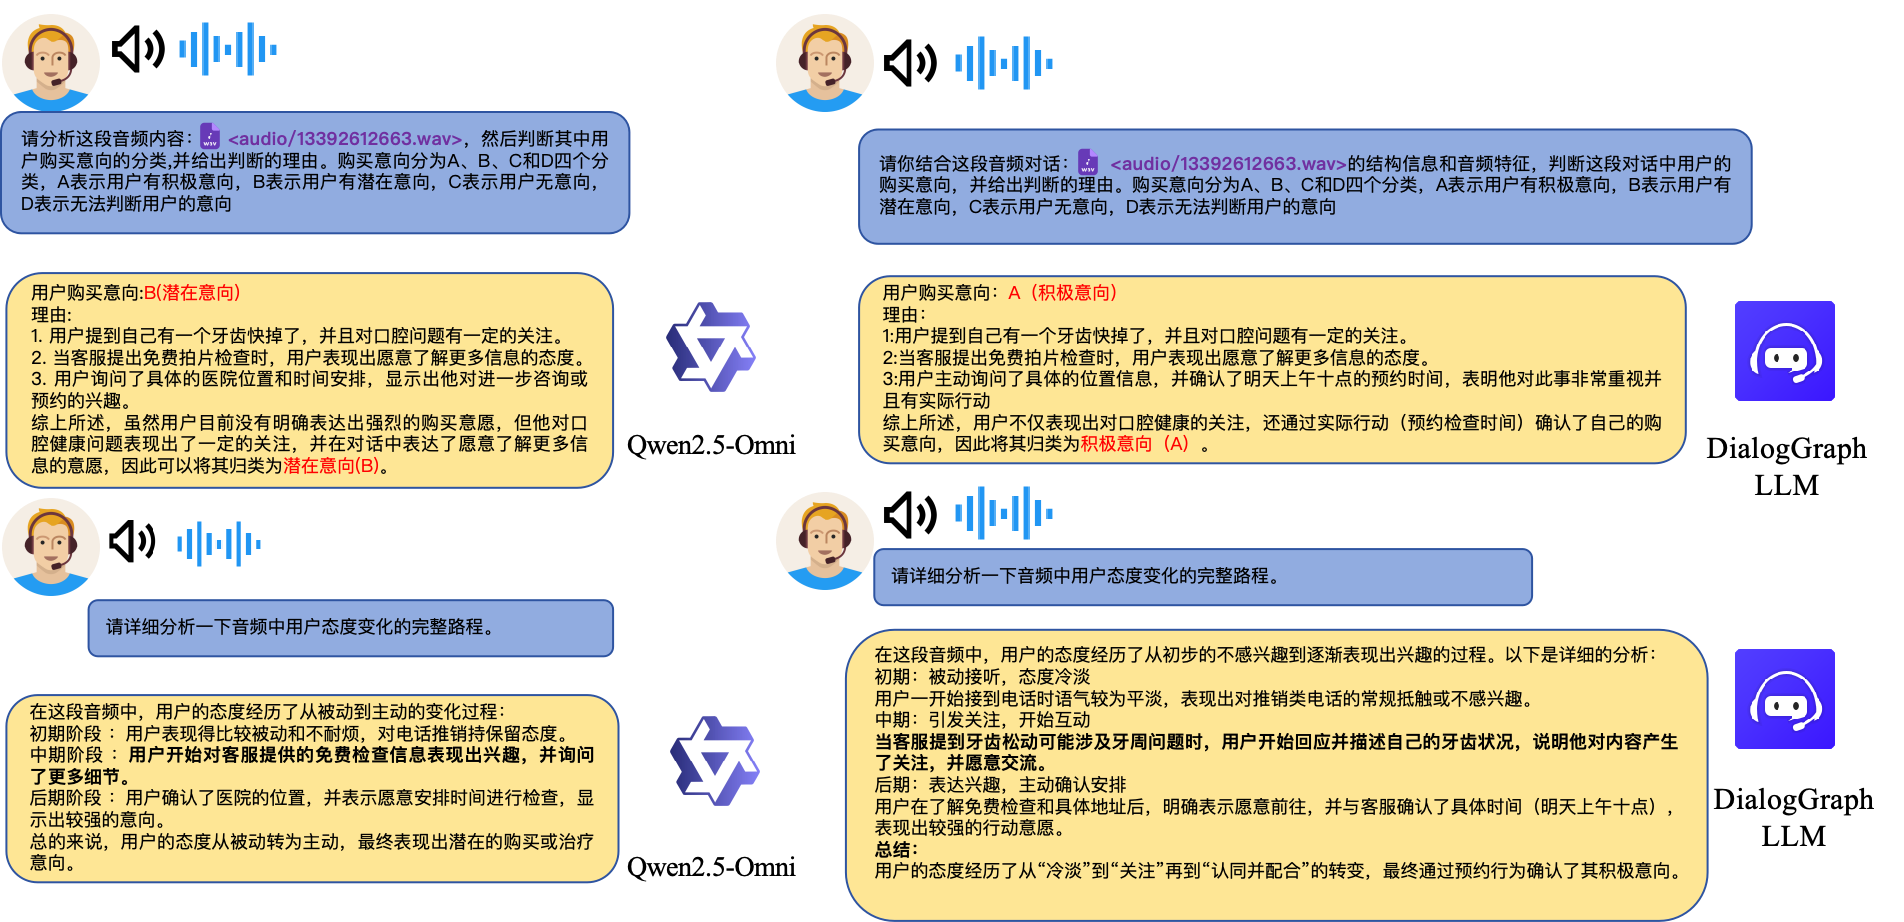 请分析这段音频内容：<audio/13392612663.wav>，然后判断其中用
户购买意向的分类,并给出判断的理由。购买意向分为A、B、C和D四个分
类，A表示用户有积极意向，B表示用户有潜在意向，C表示用户无意向，
D表示无法判断用户的意向
用户购买意向:B(潜在意向)
理由:
1. 用户提到自己有一个牙齿快掉了，并且对口腔问题有一定的关注。
2. 当客服提出免费拍片检查时，用户表现出愿意了解更多信息的态度。
3. 用户询问了具体的医院位置和时间安排，显示出他对进一步咨询或
预约的兴趣。
综上所述，虽然用户目前没有明确表达出强烈的购买意愿，但他对口
腔健康问题表现出了一定的关注，并在对话中表达了愿意了解更多信
息的意愿，因此可以将其归类为潜在意向(B)。
Qwen2.5-Omni
请你结合这段音频对话：<audio/13392612663.wav>的结构信息和音频特征，判断这段对话中用户的
购买意向，并给出判断的理由。购买意向分为A、B、C和D四个分类，A表示用户有积极意向，B表示用户有
潜在意向，C表示用户无意向，D表示无法判断用户的意向
用户购买意向：A（积极意向）
理由：
1:用户提到自己有一个牙齿快掉了，并且对口腔问题有一定的关注。
2:当客服提出免费拍片检查时，用户表现出愿意了解更多信息的态度。
3:用户主动询问了具体的位置信息，并确认了明天上午十点的预约时间，表明他对此事非常重视并
且有实际行动
综上所述，用户不仅表现出对口腔健康的关注，还通过实际行动（预约检查时间）确认了自己的购
买意向，因此将其归类为积极意向（A）。
DialogGraph
LLM
请详细分析一下音频中用户态度变化的完整路程。
在这段音频中，用户的态度经历了从被动到主动的变化过程：
初期阶段 ：用户表现得比较被动和不耐烦，对电话推销持保留态度。
中期阶段 ：用户开始对客服提供的免费检查信息表现出兴趣，并询问
了更多细节。
后期阶段 ：用户确认了医院的位置，并表示愿意安排时间进行检查，显
示出较强的意向。
总的来说，用户的态度从被动转为主动，最终表现出潜在的购买或治疗
意向。
Qwen2.5-Omni
请详细分析一下音频中用户态度变化的完整路程。
在这段音频中，用户的态度经历了从初步的不感兴趣到逐渐表现出兴趣的过程。以下是详细的分析：
初期：被动接听，态度冷淡
用户一开始接到电话时语气较为平淡，表现出对推销类电话的常规抵触或不感兴趣。
中期：引发关注，开始互动
当客服提到牙齿松动可能涉及牙周问题时，用户开始回应并描述自己的牙齿状况，说明他对内容产生
了关注，并愿意交流。
后期：表达兴趣，主动确认安排
用户在了解免费检查和具体地址后，明确表示愿意前往，并与客服确认了具体时间（明天上午十点），
表现出较强的行动意愿。
总结：
用户的态度经历了从“冷淡”到“关注”再到“认同并配合”的转变，最终通过预约行为确认了其积极意向。
DialogGraph
LLM